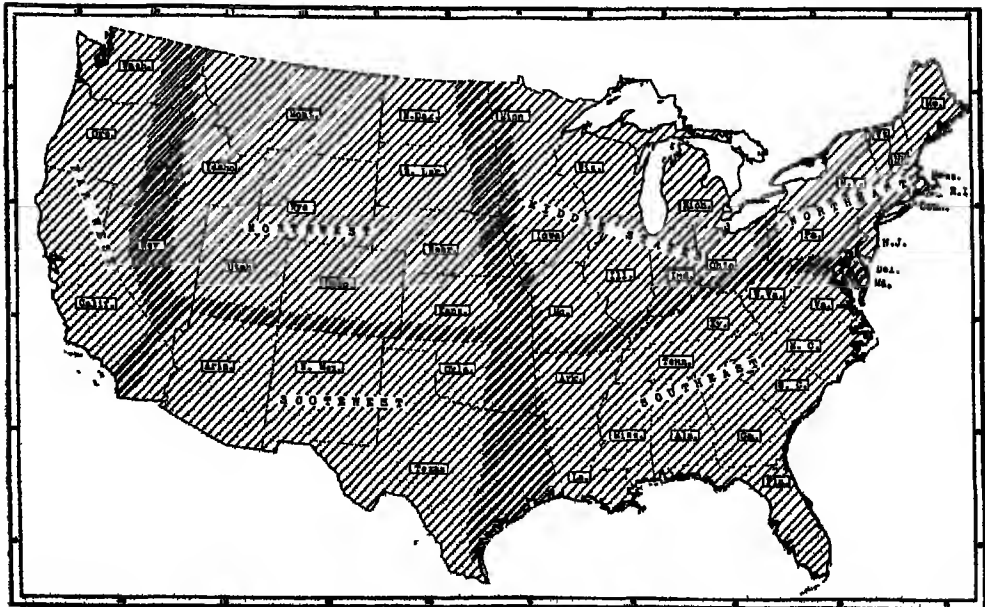 Wash.
Mont.
N.Dak.
Minn
Me.
Ore.
Idaho
S. Dak.
Wis.
Mich.
Vt
Mass.
R.I.
Conn.
Wyo
NORTHEAST
Iowa
Pa.
N.J.
Nev
Utah
Nebr.
Ill.
Ind.
Ohio
Del.
Md.
Calif.
Kans.
Mo.
W.Va.
Va.
Ky.
N. C.
Ariz.
N. Mex.
Okla.
Ark.
Tenn.
S. C.
SOUTHEAST
Miss.
Ala.
Ga.
Texas
La.
Fla.